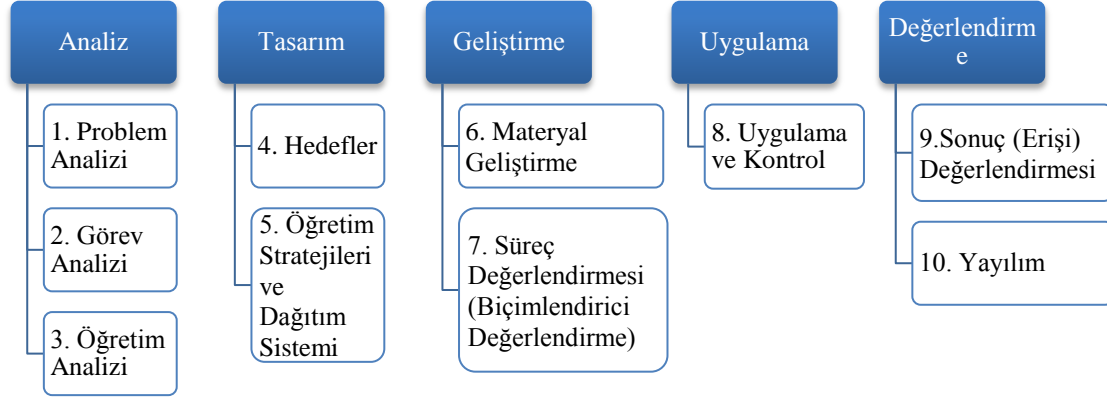 Analiz
1. Problem
Analizi
2. Görev
Analizi
3. Öğretim
Analizi
Tasarım
4. Hedefler
5. Öğretim
Stratejileri
ve
Dağıtım
Sistemi
Geliştirme
6. Materyal
Geliştirme
7. Süreç
Değerlendirmesi
(Biçimlendirici
Değerlendirme)
Uygulama
8. Uygulama
ve Kontrol
Değerlendirm
e
9.Sonuç (Erişi)
Değerlendirmesi
10. Yayılım